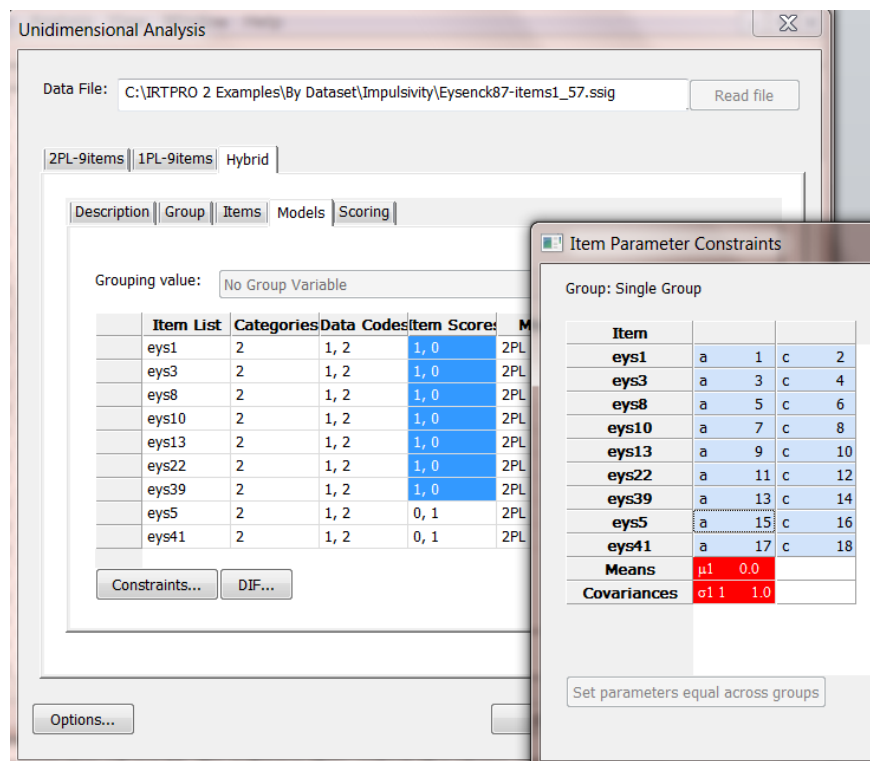 Unidimensional Analysis
Data File: C:\IRTPRO 2 Examples\By Dataset\Impulsivity\Eysenck87-items1_57.ssig Read file
2PL-9items 1PL-9items Hybrid
Description Group Items Models Scoring
Grouping value: No Group Variable
Item List Categories Data Codes Item Scores M
eys1 2 1, 2 1, 0 2PL
eys3 2 1, 2 1, 0 2PL
eys8 2 1, 2 1, 0 2PL
eys10 2 1, 2 1, 0 2PL
eys13 2 1, 2 1, 0 2PL
eys22 2 1, 2 1, 0 2PL
eys39 2 1, 2 1, 0 2PL
eys5 2 1, 2 0, 1 2PL
eys41 2 1, 2 0, 1 2PL
Constraints... DIF...
Options...
Item Parameter Constraints
Group: Single Group
Item
eys1 a 1 c 2
eys3 a 3 c 4
eys8 a 5 c 6
eys10 a 7 c 8
eys13 a 9 c 10
eys22 a 11 c 12
eys39 a 13 c 14
eys5 a 15 c 16
eys41 a 17 c 18
Means μ1 0.0
Covariances σ1 1 1.0
Set parameters equal across groups